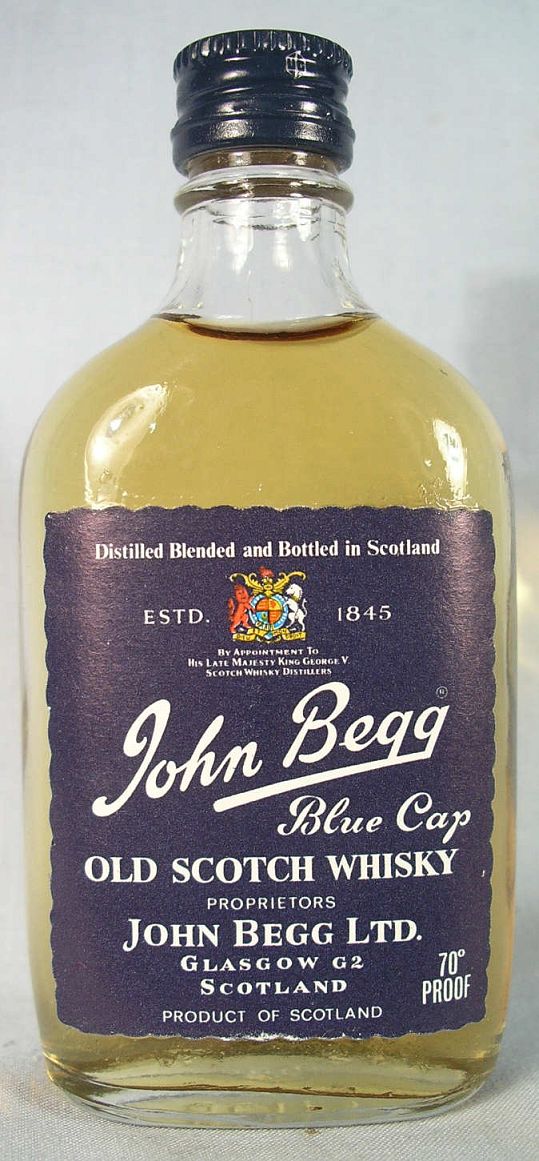 Distilled Blended and Bottled in Scotland
ESTD. 1845
BY APPOINTMENT TO
HIS LATE MAJESTY KING GEORGE V.
SCOTCH WHISKY DISTILLERS
John Begg ®
Blue Cap
OLD SCOTCH WHISKY
PROPRIETORS
JOHN BEGG LTD.
GLASGOW G2
SCOTLAND
70° PROOF
PRODUCT OF SCOTLAND